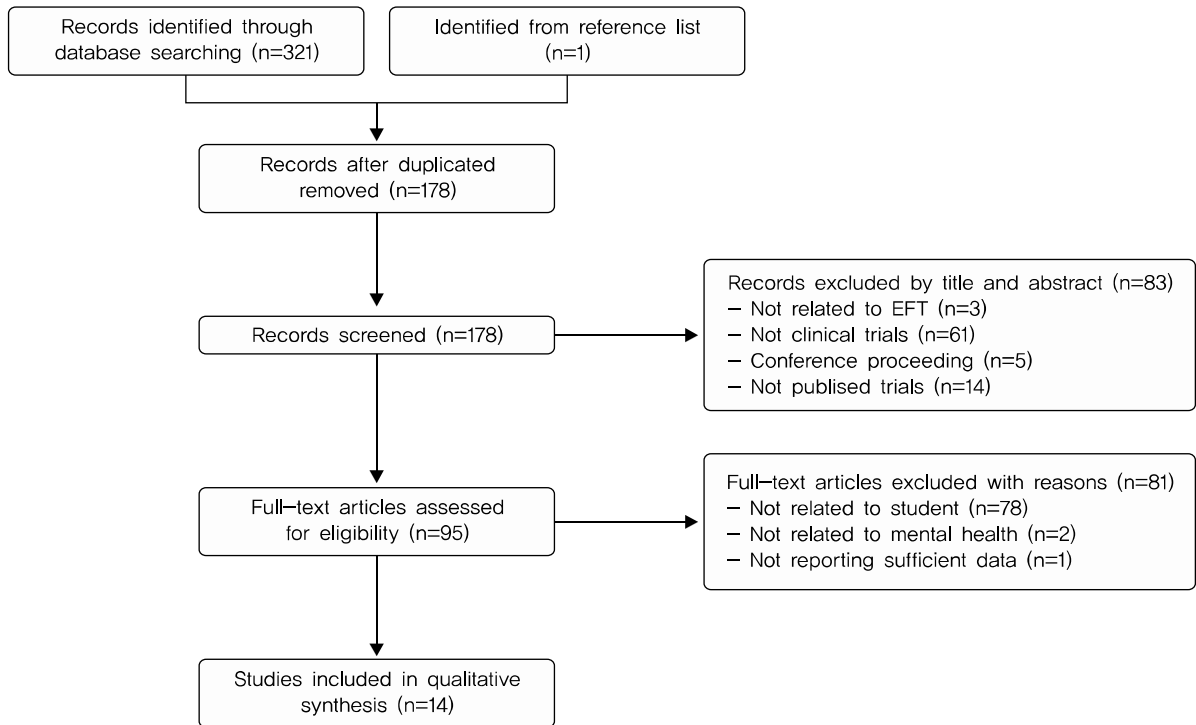 Records identified through
database searching (n=321)
Identified from reference list
(n=1)
Records after duplicated
removed (n=178)
Records screened (n=178)
Records excluded by title and abstract (n=83)
– Not related to EFT (n=3)
– Not clinical trials (n=61)
– Conference proceeding (n=5)
– Not publised trials (n=14)
Full–text articles assessed
for eligibility (n=95)
Full–text articles excluded with reasons (n=81)
– Not related to student (n=78)
– Not related to mental health (n=2)
– Not reporting sufficient data (n=1)
Studies included in qualitative
synthesis (n=14)